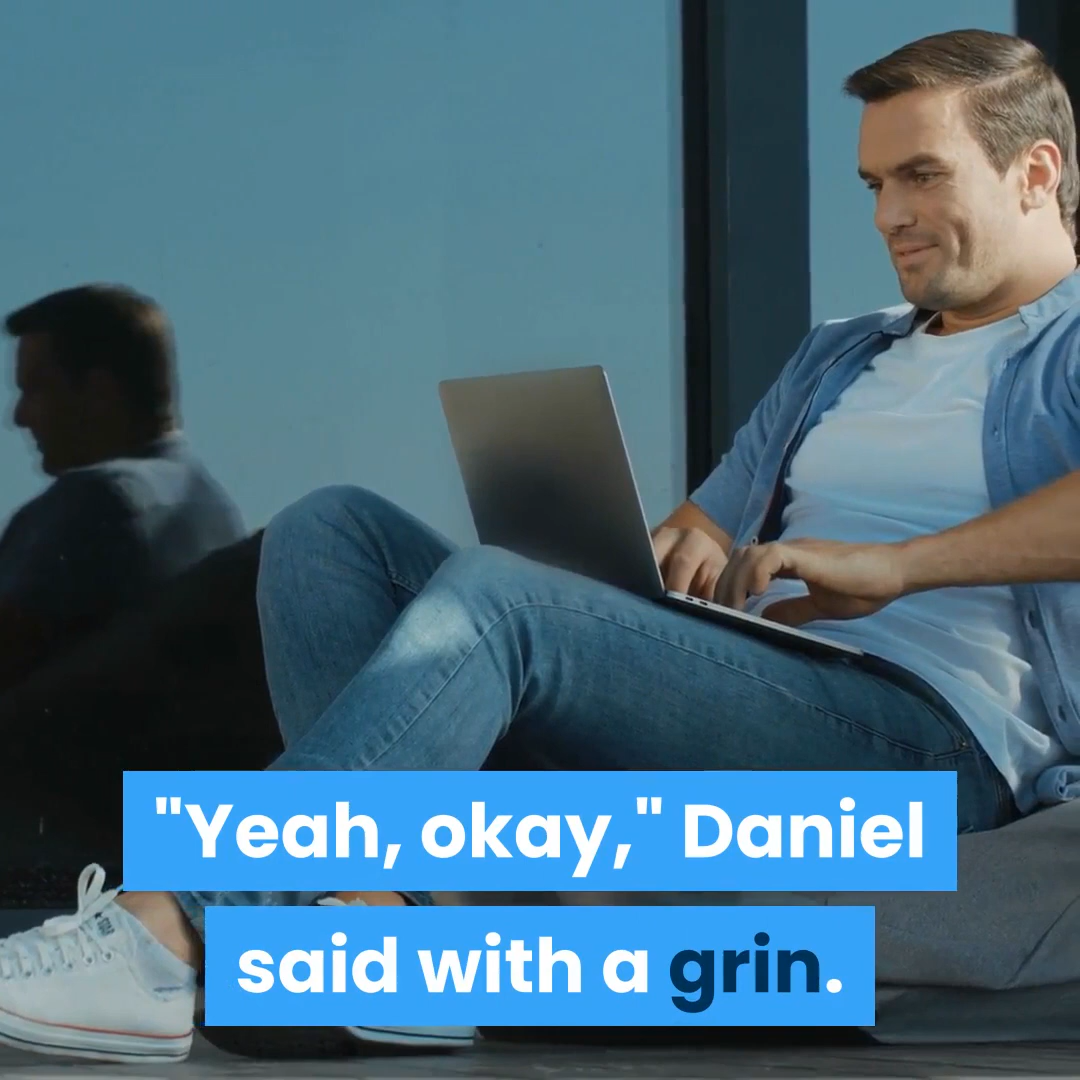 "Yeah, okay," Daniel
said with a grin.